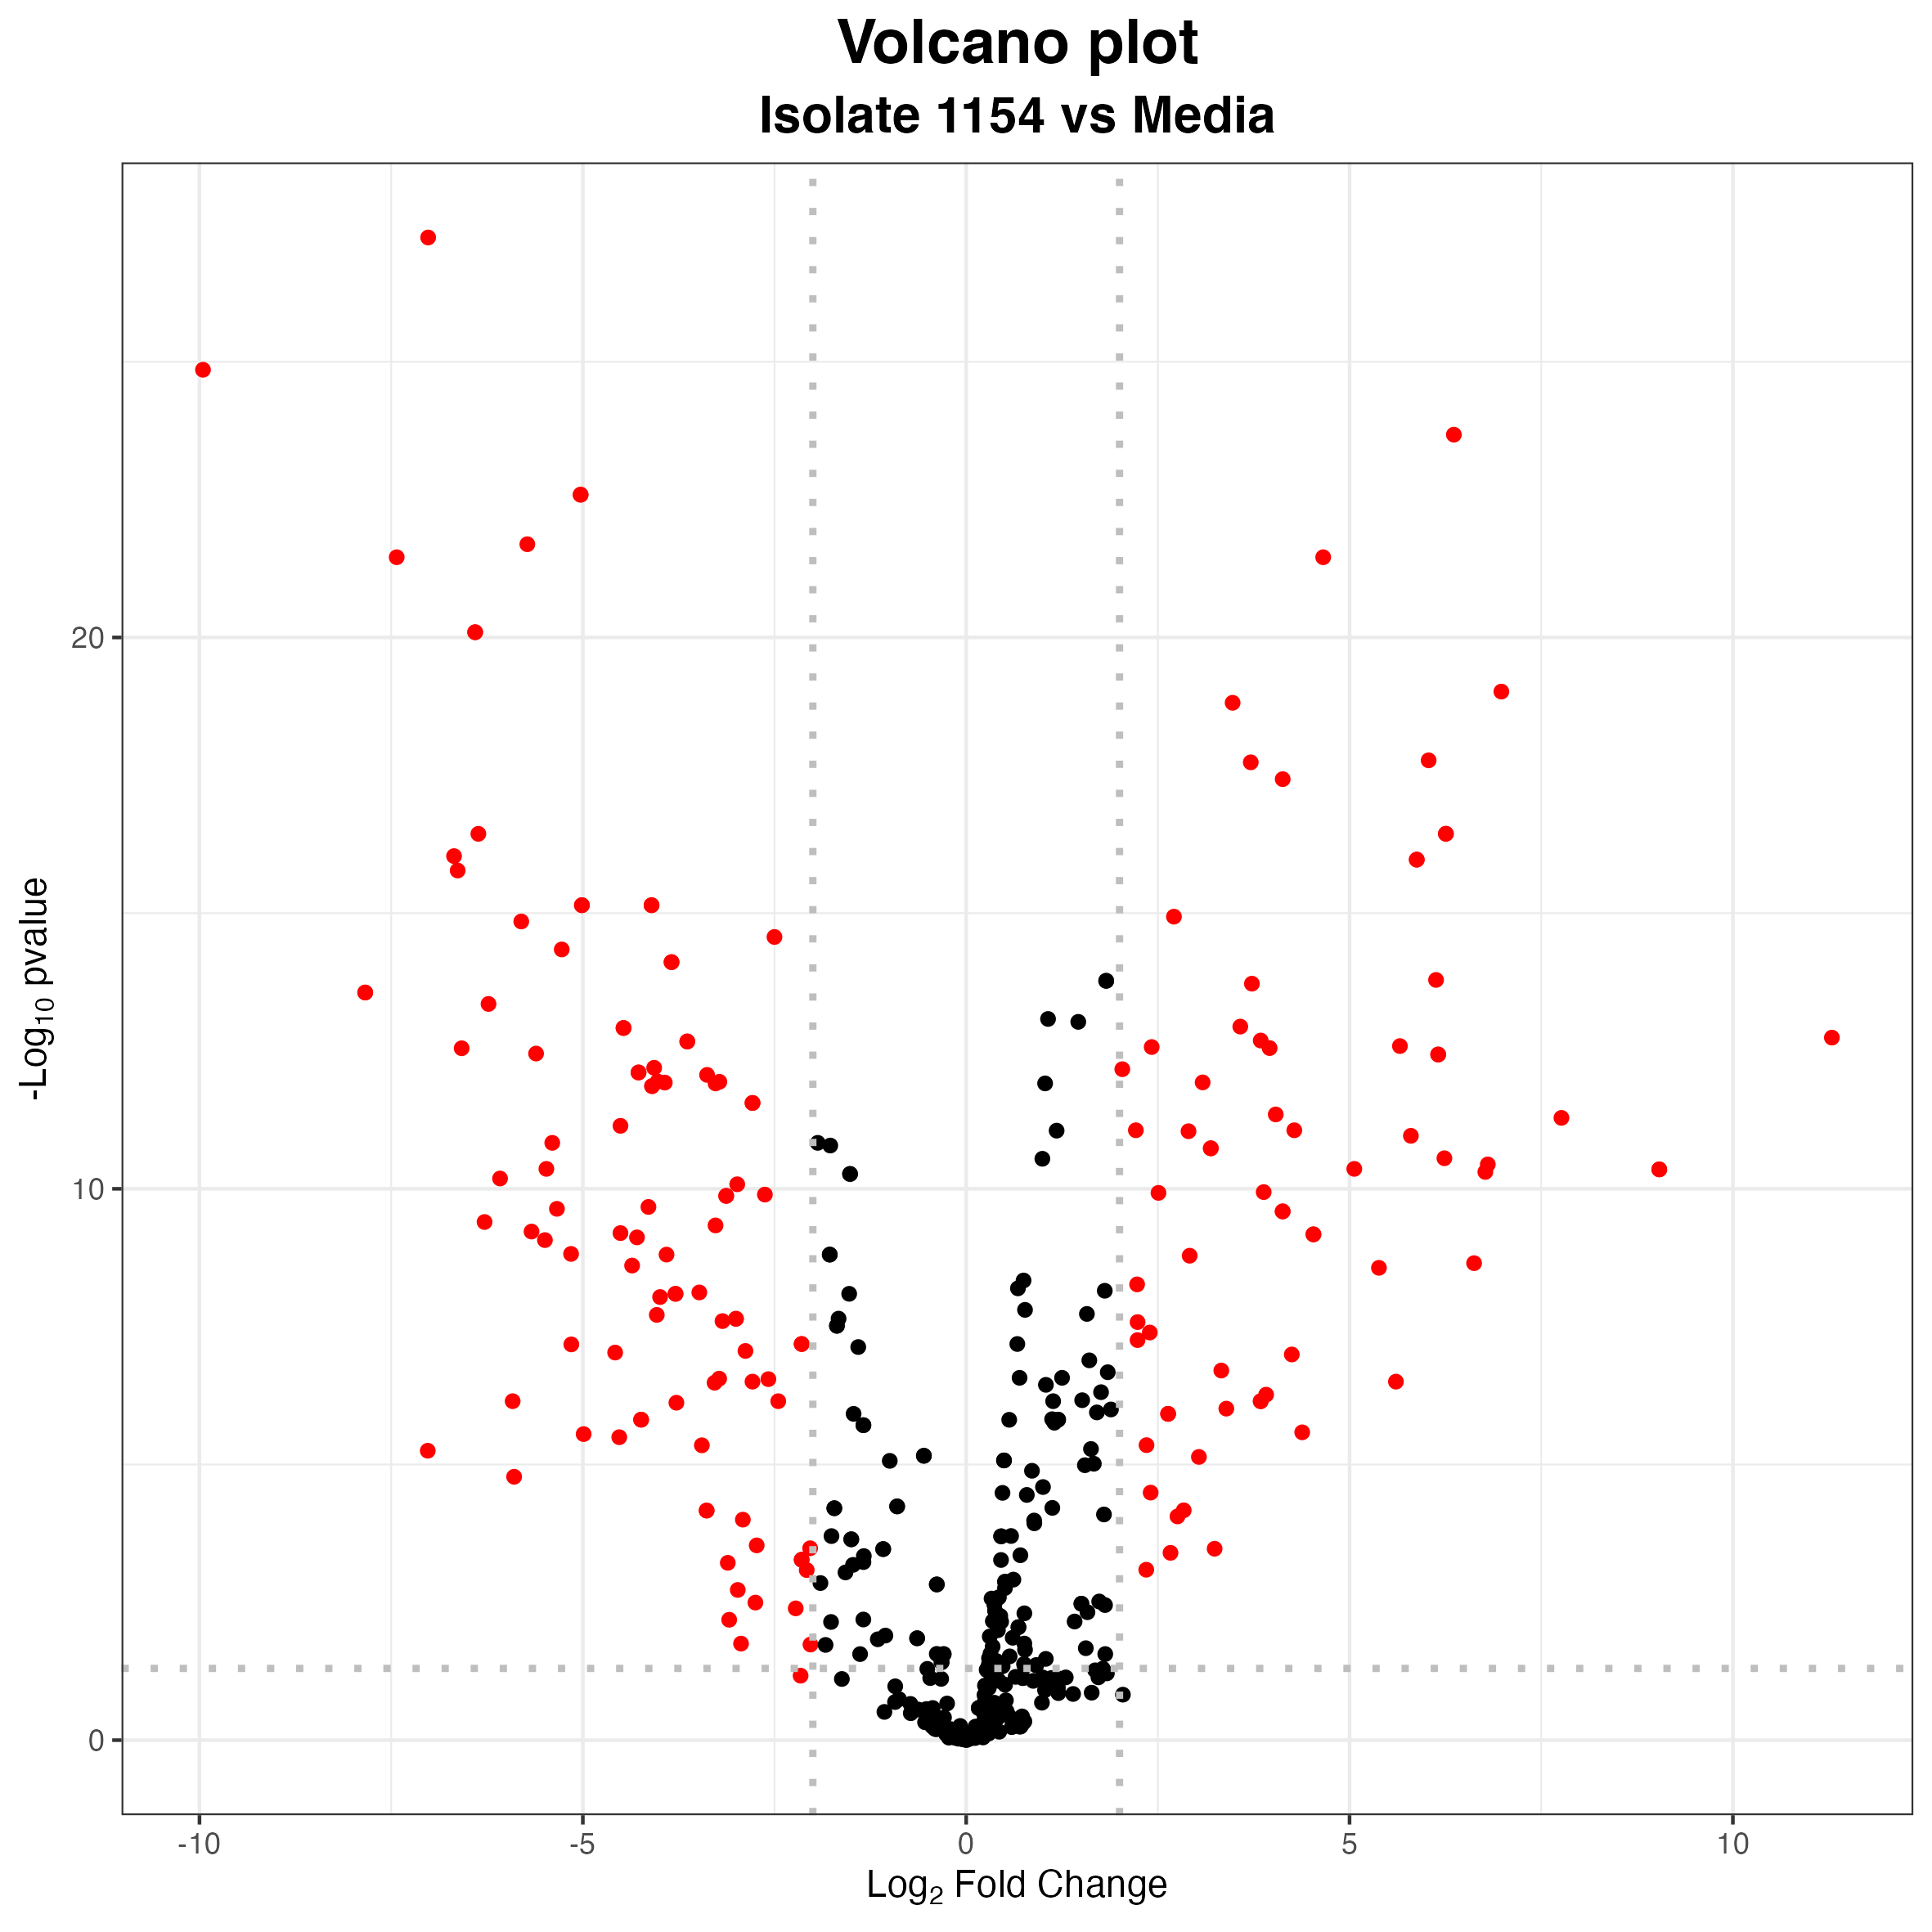 Volcano plot
Isolate 1154 vs Media
-Log₁₀ pvalue
20
10
0
-10 -5 0 5 10
Log₂ Fold Change